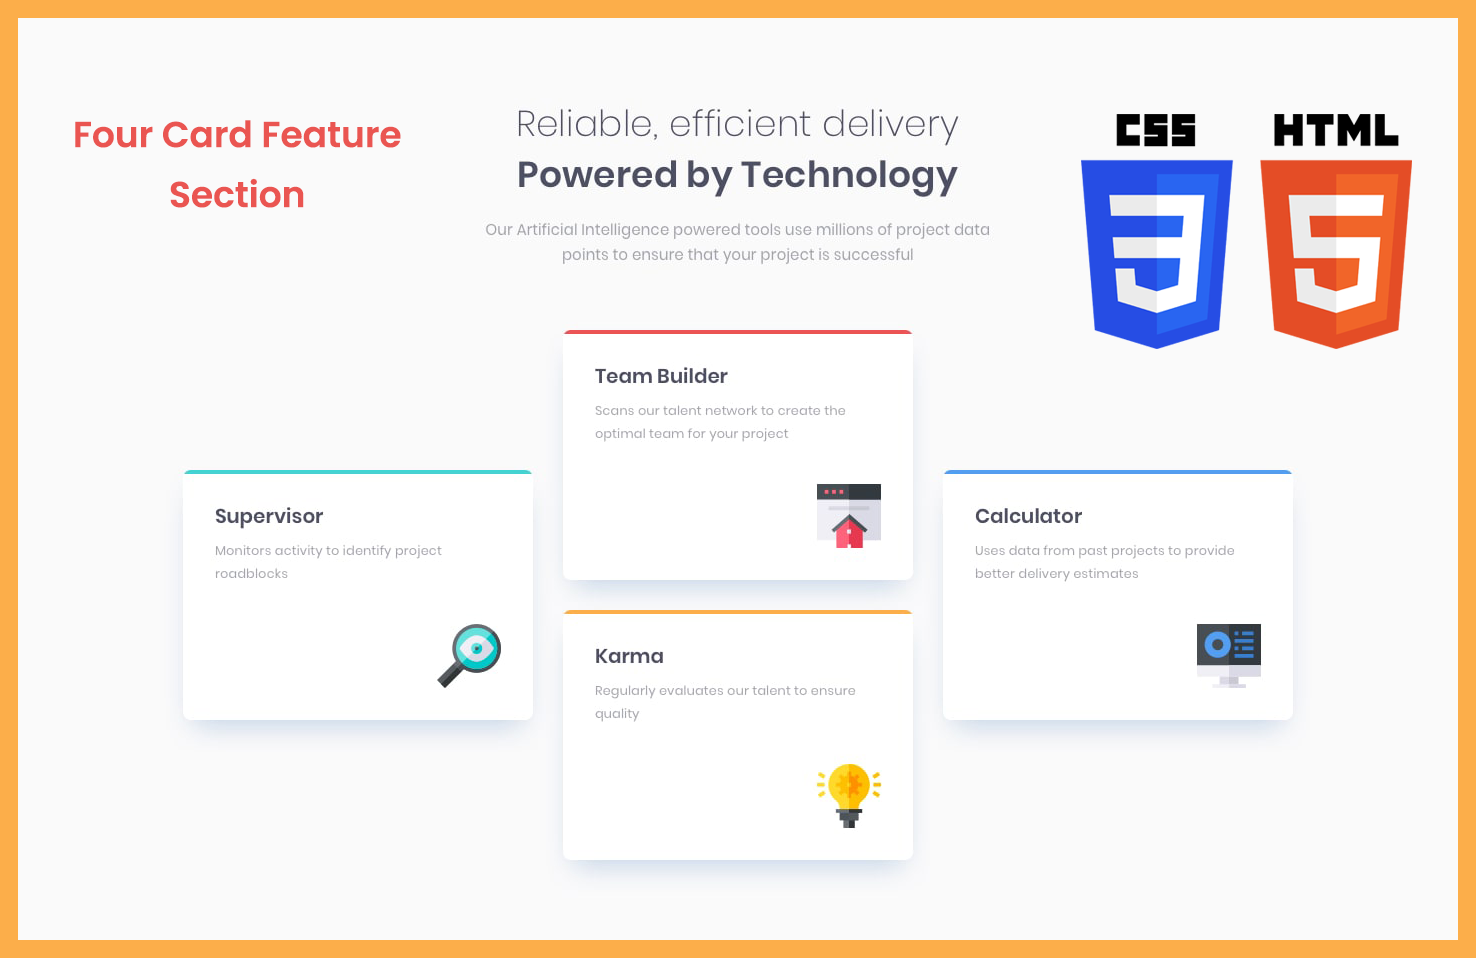 Four Card Feature
Section
Reliable, efficient delivery
Powered by Technology
Our Artificial Intelligence powered tools use millions of project data
points to ensure that your project is successful
CSS
HTML
3
5
Team Builder
Scans our talent network to create the
optimal team for your project
Supervisor
Monitors activity to identify project
roadblocks
Calculator
Uses data from past projects to provide
better delivery estimates
Karma
Regularly evaluates our talent to ensure
quality